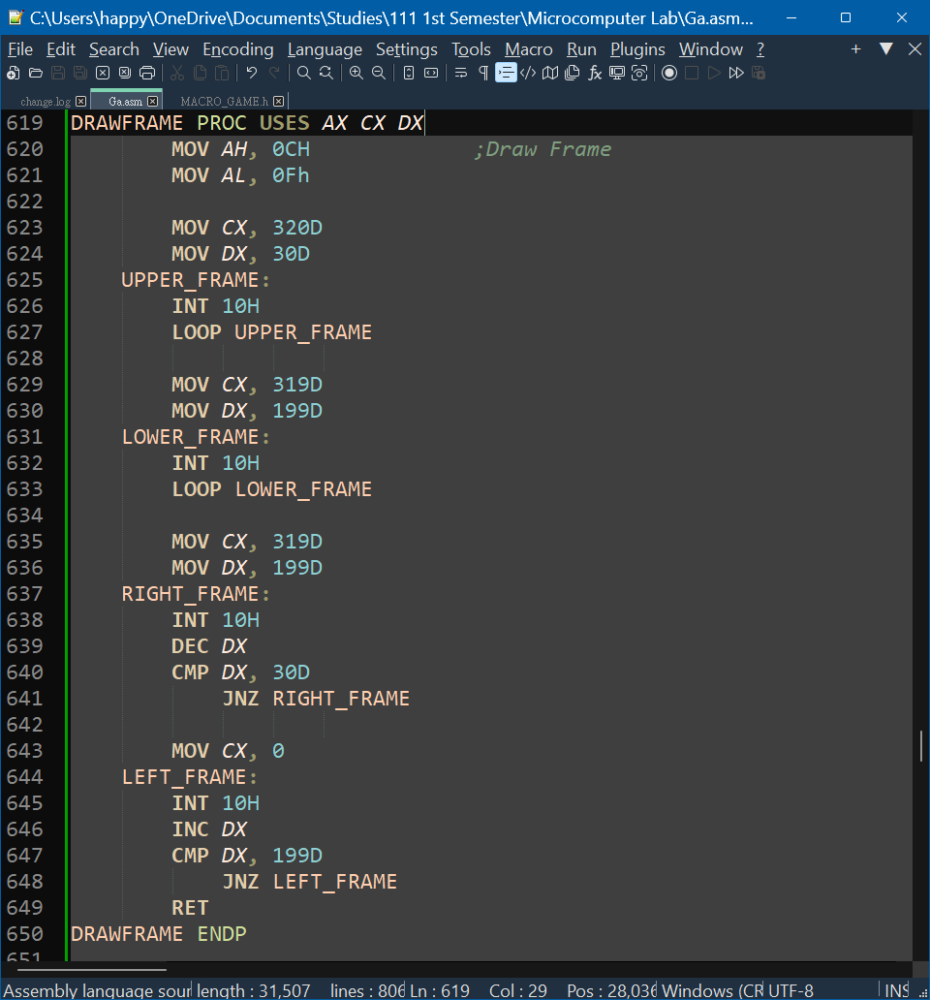 C:\Users\happy\OneDrive\Documents\Studies\111 1st Semester\Microcomputer Lab\Ga.asm...
File Edit Search View Encoding Language Settings Tools Macro Run Plugins Window ?
change.log Ga.asm MACRO_GAME.h
619 DRAWFRAME PROC USES AX CX DX
620 MOV AH, 0CH ;Draw Frame
621 MOV AL, 0Fh
622
623 MOV CX, 320D
624 MOV DX, 30D
625 UPPER_FRAME:
626 INT 10H
627 LOOP UPPER_FRAME
628
629 MOV CX, 319D
630 MOV DX, 199D
631 LOWER_FRAME:
632 INT 10H
633 LOOP LOWER_FRAME
634
635 MOV CX, 319D
636 MOV DX, 199D
637 RIGHT_FRAME:
638 INT 10H
639 DEC DX
640 CMP DX, 30D
641 JNZ RIGHT_FRAME
642
643 MOV CX, 0
644 LEFT_FRAME:
645 INT 10H
646 INC DX
647 CMP DX, 199D
648 JNZ LEFT_FRAME
649 RET
650 DRAWFRAME ENDP
651
Assembly language sour length : 31,507 lines : 806 Ln : 619 Col : 29 Pos : 28,036 Windows (CR UTF-8 INS